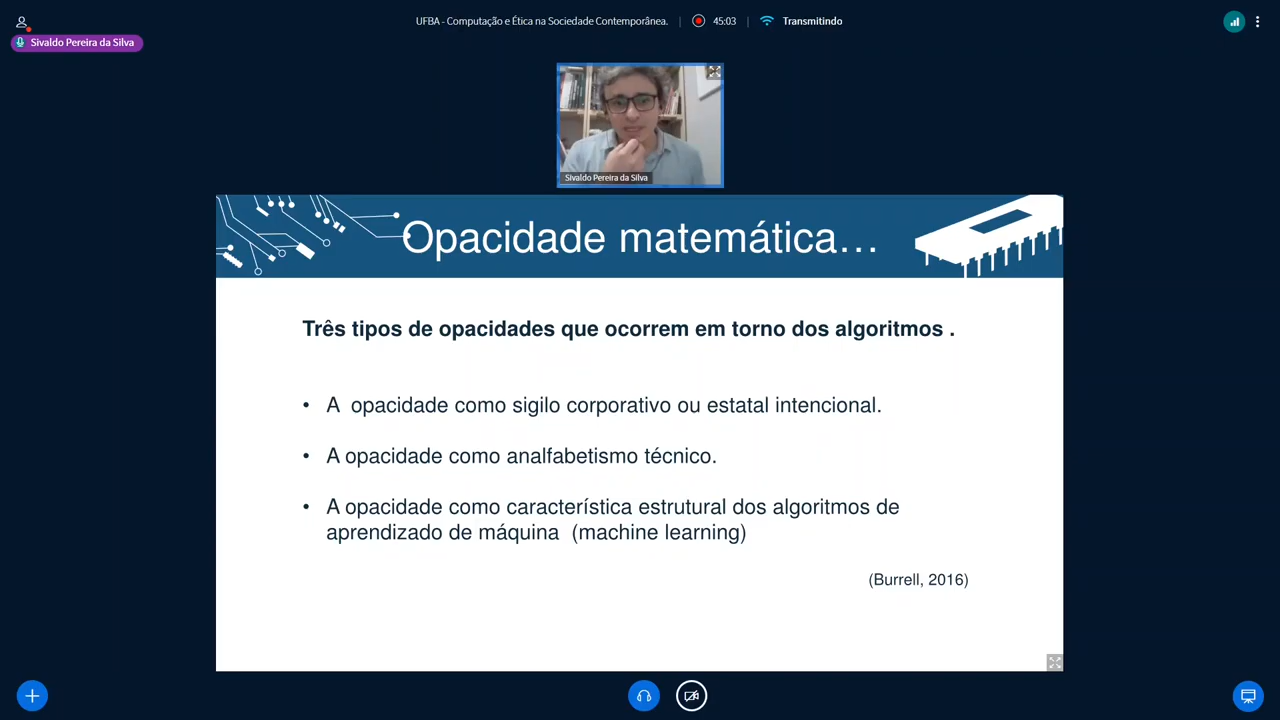 UFBA - Computação e Ética na Sociedade Contemporânea.
45:03
Transmitindo
Sivaldo Pereira da Silva
Sivaldo Pereira da Silva
Opacidade matemática...
Três tipos de opacidades que ocorrem em torno dos algoritmos .
• A opacidade como sigilo corporativo ou estatal intencional.
• A opacidade como analfabetismo técnico.
• A opacidade como característica estrutural dos algoritmos de
aprendizado de máquina (machine learning)
(Burrell, 2016)